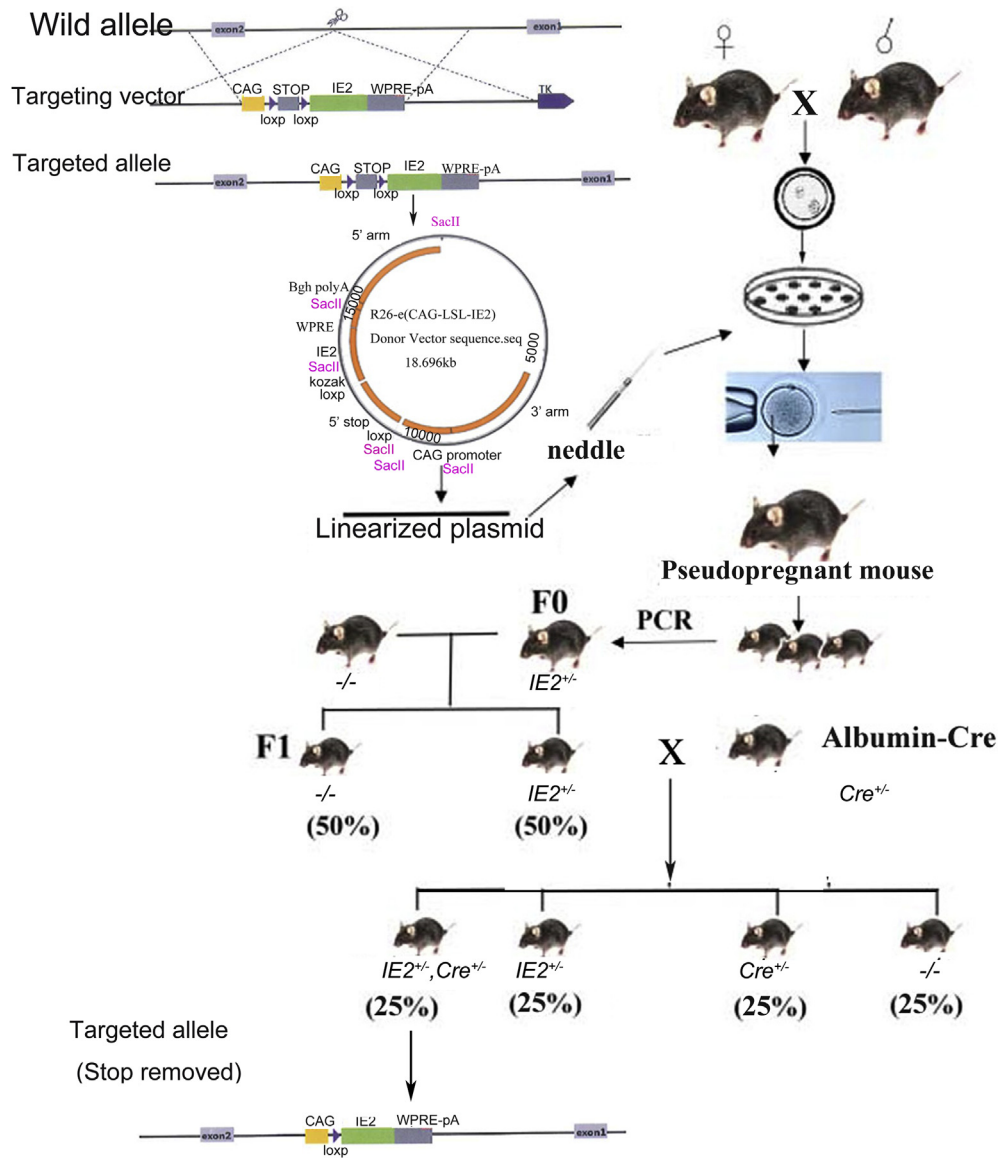 Wild allele
exon2
exon1
Targeting vector
CAG
STOP
IE2
WPRE-pA
TK
loxp
loxp
X
Targeted allele
exon2
CAG
STOP
IE2
WPRE-pA
exon1
loxp
loxp
SacII
5' arm
Bgh polyA
SacII
15000
WPRE
IE2
SacII
kozak
loxp
5' stop
loxp
SacII
SacII
10000
CAG promoter
SacII
3' arm
5000
R26-e(CAG-LSL-IE2)
Donor Vector sequence.seq
18.696kb
neddle
Linearized plasmid
Pseudopregnant mouse
F0
PCR
-/-
IE2+/-
F1
X
Albumin-Cre
-/-
IE2+/-
Cre+/-
(50%)
(50%)
IE2+/-,Cre+/-
IE2+/-
Cre+/-
-/-
(25%)
(25%)
(25%)
(25%)
Targeted allele
(Stop removed)
exon2
CAG
IE2
WPRE-pA
exon1
loxp